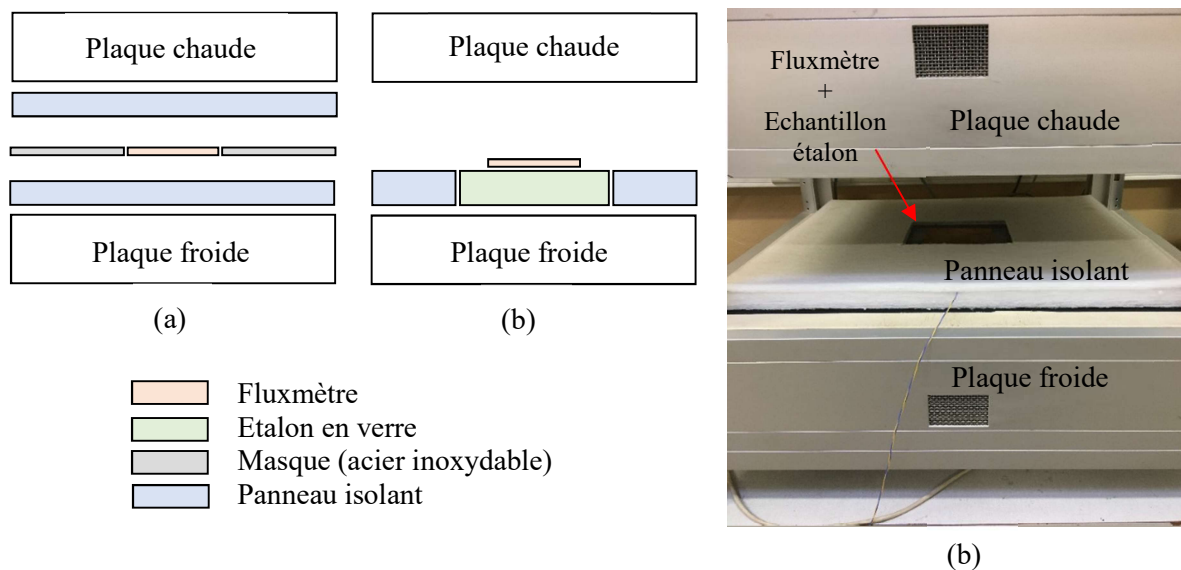 Plaque chaude
Plaque froide
(a)
Plaque chaude
Plaque froide
(b)
Fluxmètre
Etalon en verre
Masque (acier inoxydable)
Panneau isolant
Fluxmètre
+
Echantillon
étalon
Plaque chaude
Panneau isolant
Plaque froide
(b)